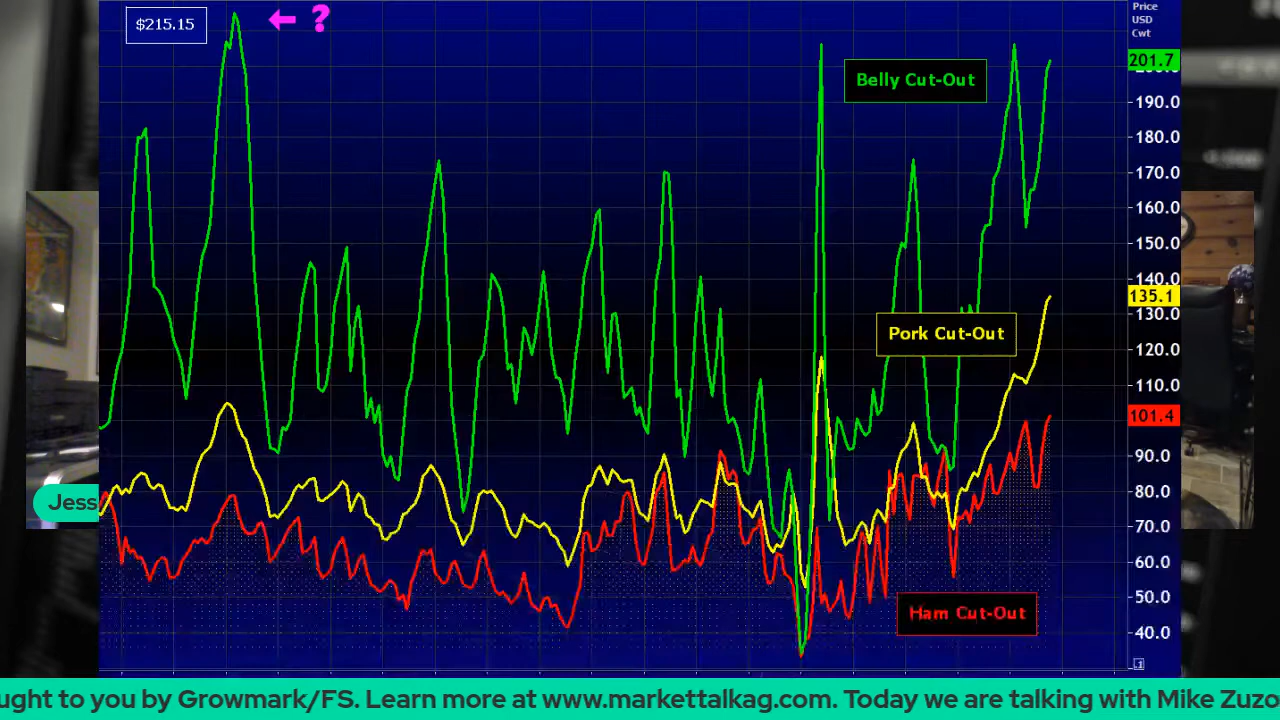 $215.15
?
Price
USD
Cwt
201.7
190.0
180.0
170.0
160.0
150.0
140.0
135.1
130.0
120.0
110.0
101.4
90.0
80.0
70.0
60.0
50.0
40.0
Belly Cut-Out
Pork Cut-Out
Ham Cut-Out
Jess
ught to you by Growmark/FS. Learn more at www.markettalkag.com. Today we are talking with Mike Zuzo